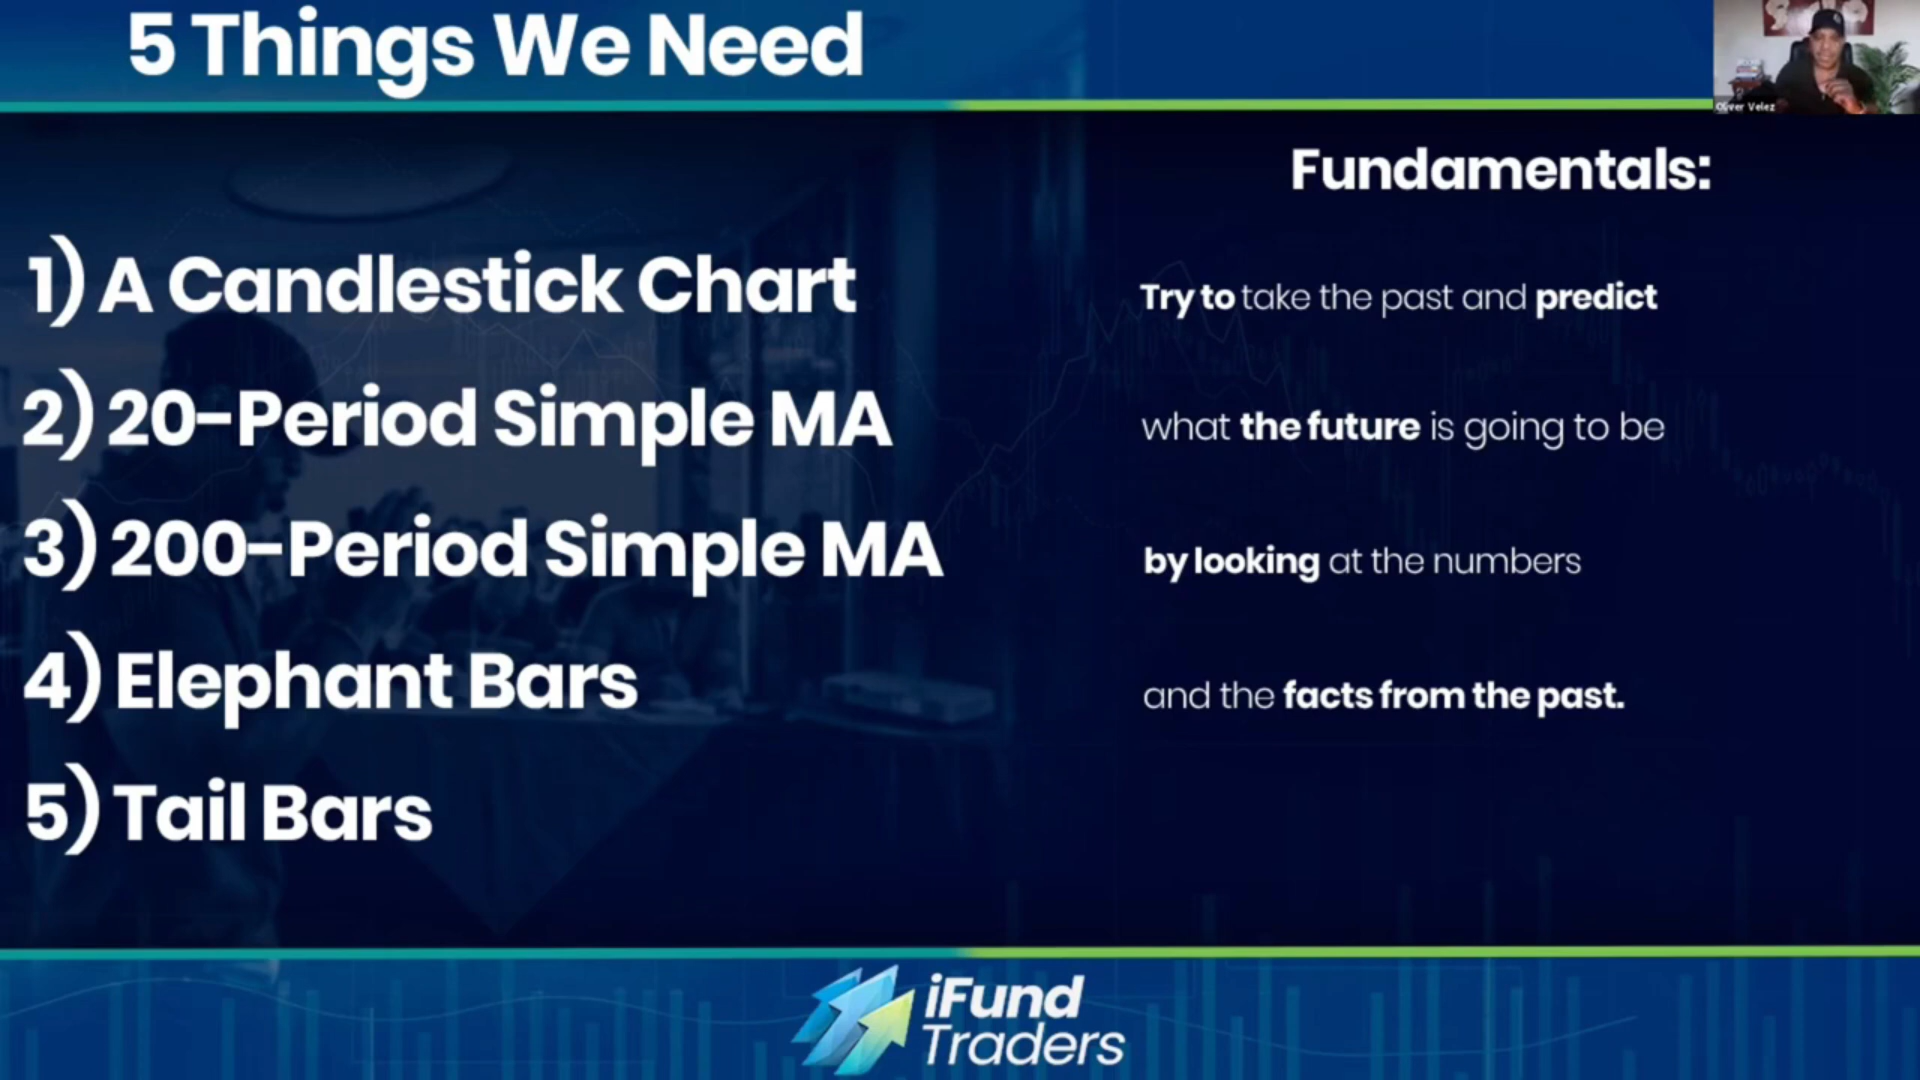 5 Things We Need
Oliver Velez
1) A Candlestick Chart
2) 20-Period Simple MA
3) 200-Period Simple MA
4) Elephant Bars
5) Tail Bars
Fundamentals:
Try to take the past and predict
what the future is going to be
by looking at the numbers
and the facts from the past.
iFund
Traders